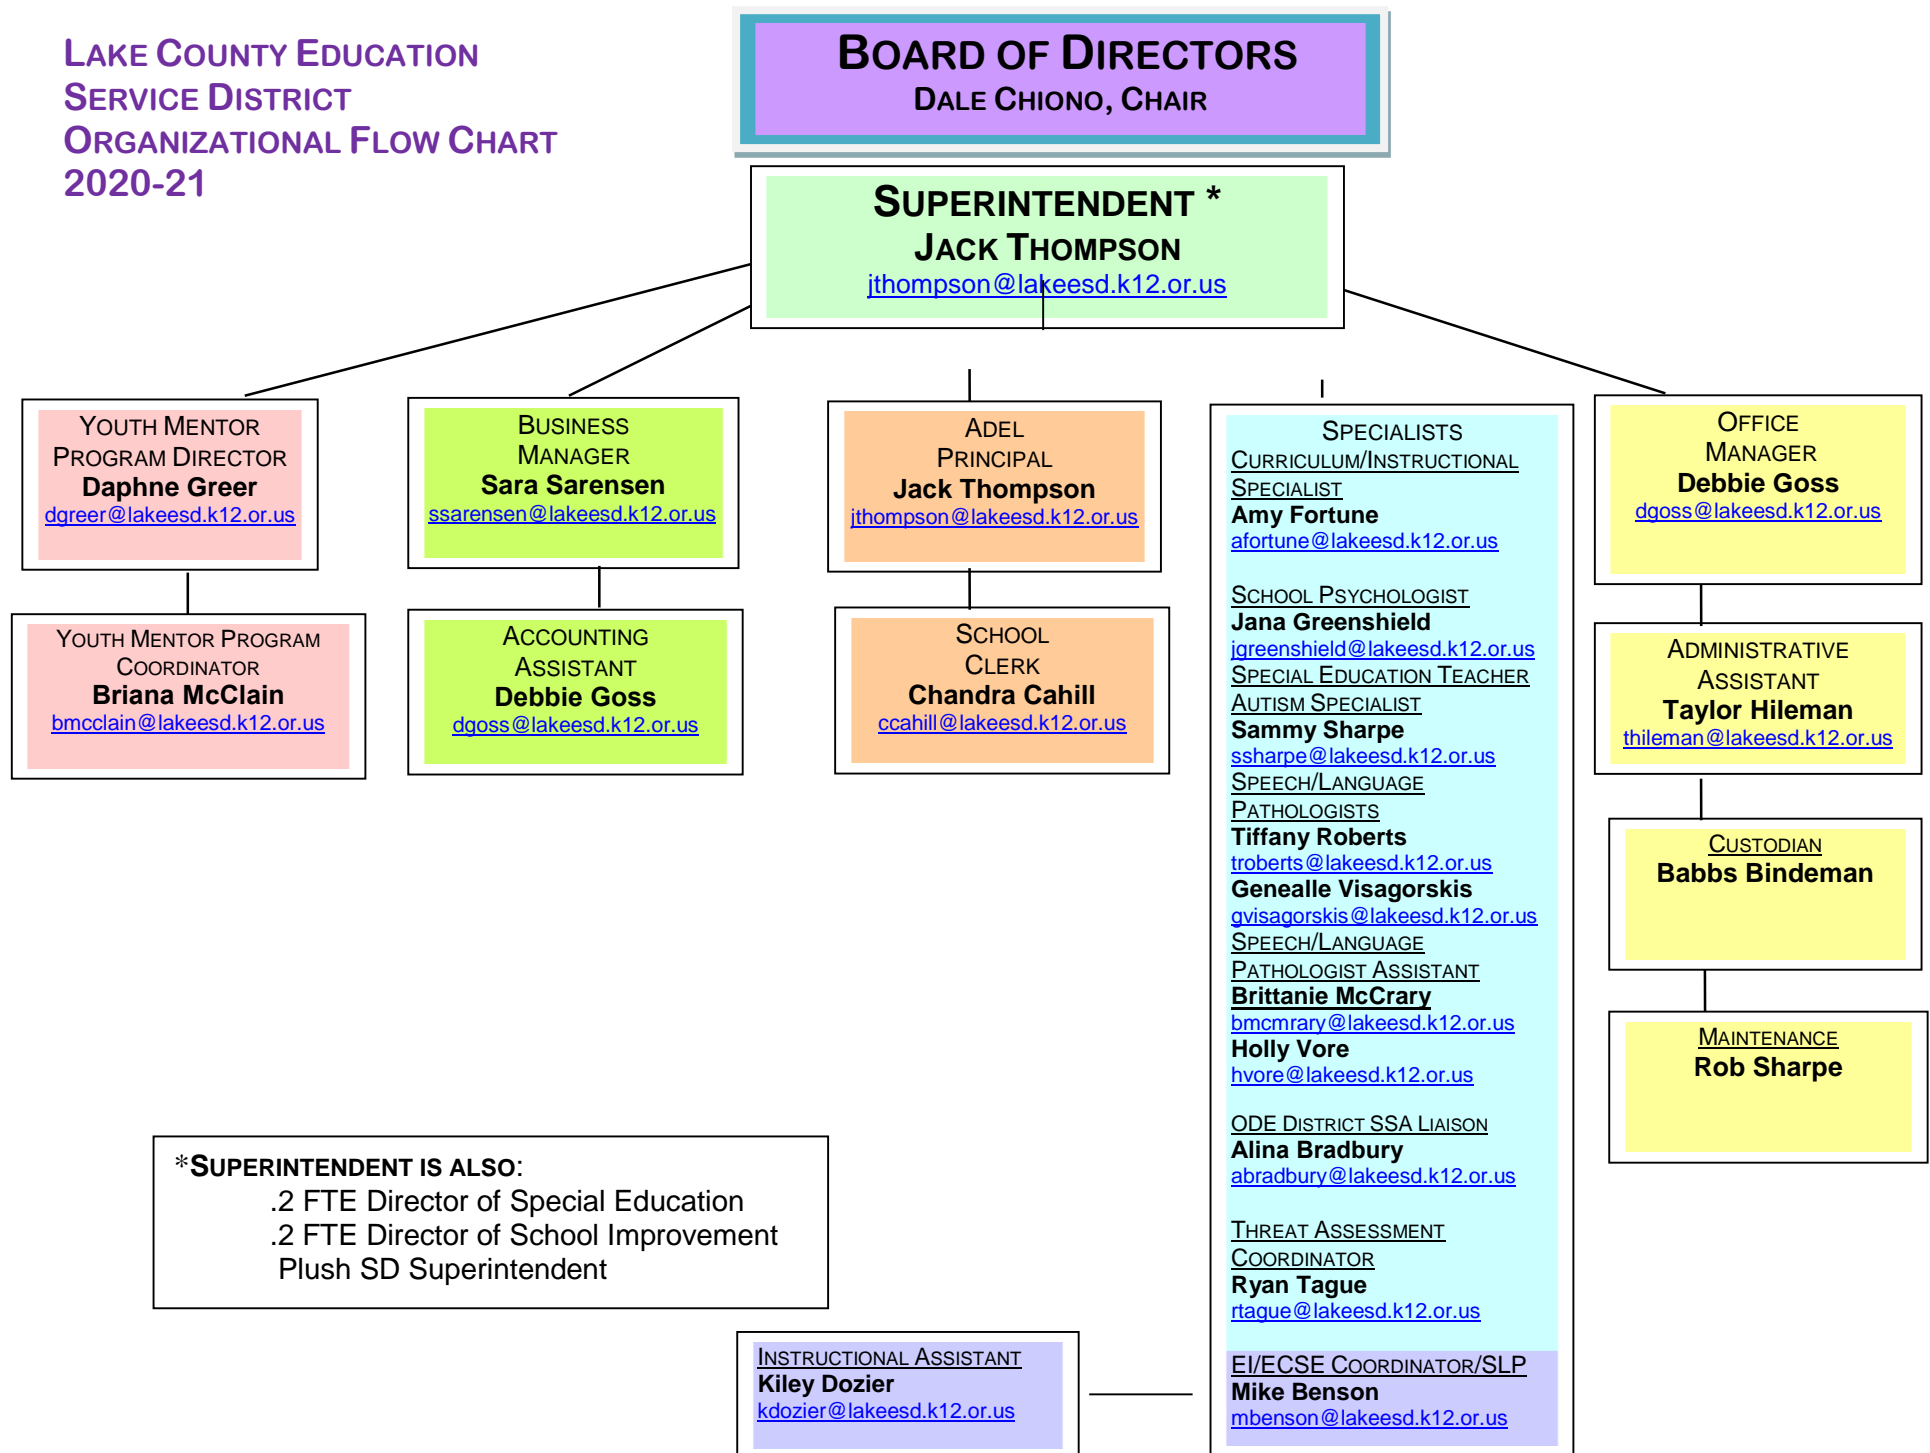 LAKE COUNTY EDUCATION
SERVICE DISTRICT
ORGANIZATIONAL FLOW CHART
2020-21
BOARD OF DIRECTORS
DALE CHIONO, CHAIR
SUPERINTENDENT *
JACK THOMPSON
jthompson@lakeesd.k12.or.us
YOUTH MENTOR
PROGRAM DIRECTOR
Daphne Greer
dgreer@lakeesd.k12.or.us
YOUTH MENTOR PROGRAM
COORDINATOR
Briana McClain
bmcclain@lakeesd.k12.or.us
BUSINESS
MANAGER
Sara Sarensen
ssarensen@lakeesd.k12.or.us
ACCOUNTING
ASSISTANT
Debbie Goss
dgoss@lakeesd.k12.or.us
ADEL
PRINCIPAL
Jack Thompson
jthompson@lakeesd.k12.or.us
SCHOOL
CLERK
Chandra Cahill
ccahill@lakeesd.k12.or.us
SPECIALISTS
CURRICULUM/INSTRUCTIONAL
SPECIALIST
Amy Fortune
afortune@lakeesd.k12.or.us
SCHOOL PSYCHOLOGIST
Jana Greenshield
jgreenshield@lakeesd.k12.or.us
SPECIAL EDUCATION TEACHER
AUTISM SPECIALIST
Sammy Sharpe
ssharpe@lakeesd.k12.or.us
SPEECH/LANGUAGE
PATHOLOGISTS
Tiffany Roberts
troberts@lakeesd.k12.or.us
Genealle Visagorskis
gvisagorskis@lakeesd.k12.or.us
SPEECH/LANGUAGE
PATHOLOGIST ASSISTANT
Brittanie McCrary
bmcmrary@lakeesd.k12.or.us
Holly Vore
hvore@lakeesd.k12.or.us
ODE DISTRICT SSA LIAISON
Alina Bradbury
abradbury@lakeesd.k12.or.us
THREAT ASSESSMENT
COORDINATOR
Ryan Tague
rtague@lakeesd.k12.or.us
EI/ECSE COORDINATOR/SLP
Mike Benson
mbenson@lakeesd.k12.or.us
OFFICE
MANAGER
Debbie Goss
dgoss@lakeesd.k12.or.us
ADMINISTRATIVE
ASSISTANT
Taylor Hileman
thileman@lakeesd.k12.or.us
CUSTODIAN
Babbs Bindeman
MAINTENANCE
Rob Sharpe
*SUPERINTENDENT IS ALSO:
.2 FTE Director of Special Education
.2 FTE Director of School Improvement
Plush SD Superintendent
INSTRUCTIONAL ASSISTANT
Kiley Dozier
kdozier@lakeesd.k12.or.us